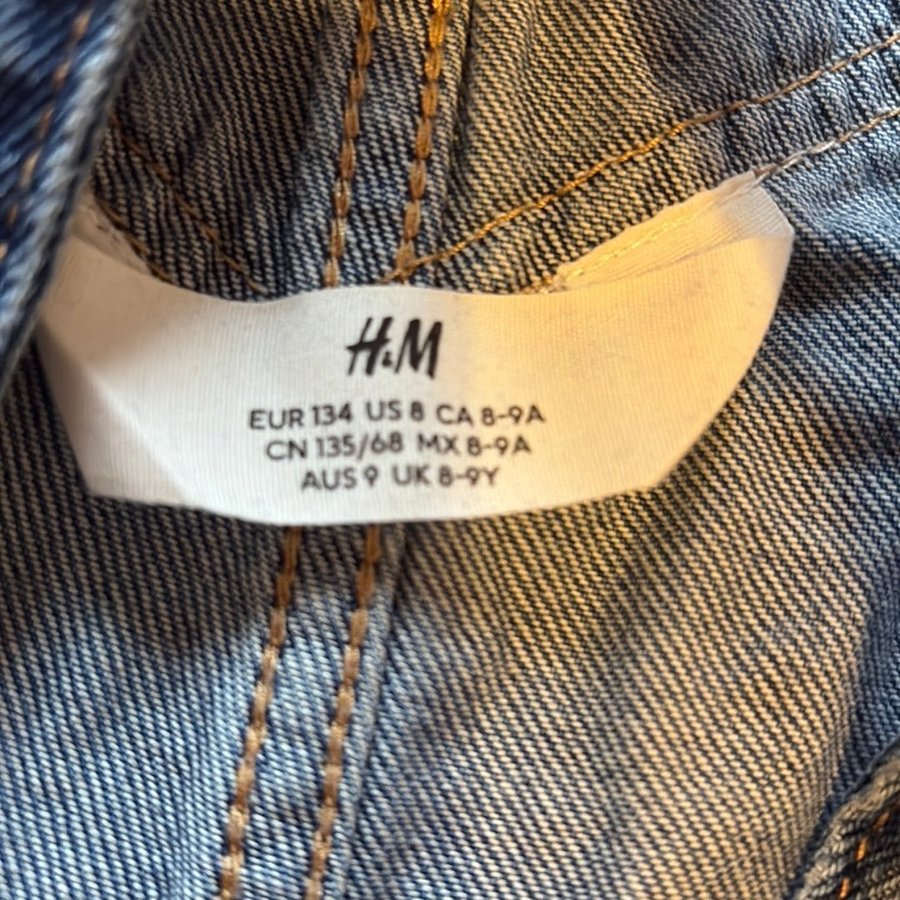 H&M
EUR 134 US 8 CA 8-9A
CN 135/68 MX 8-9A
AUS 9 UK 8-9Y